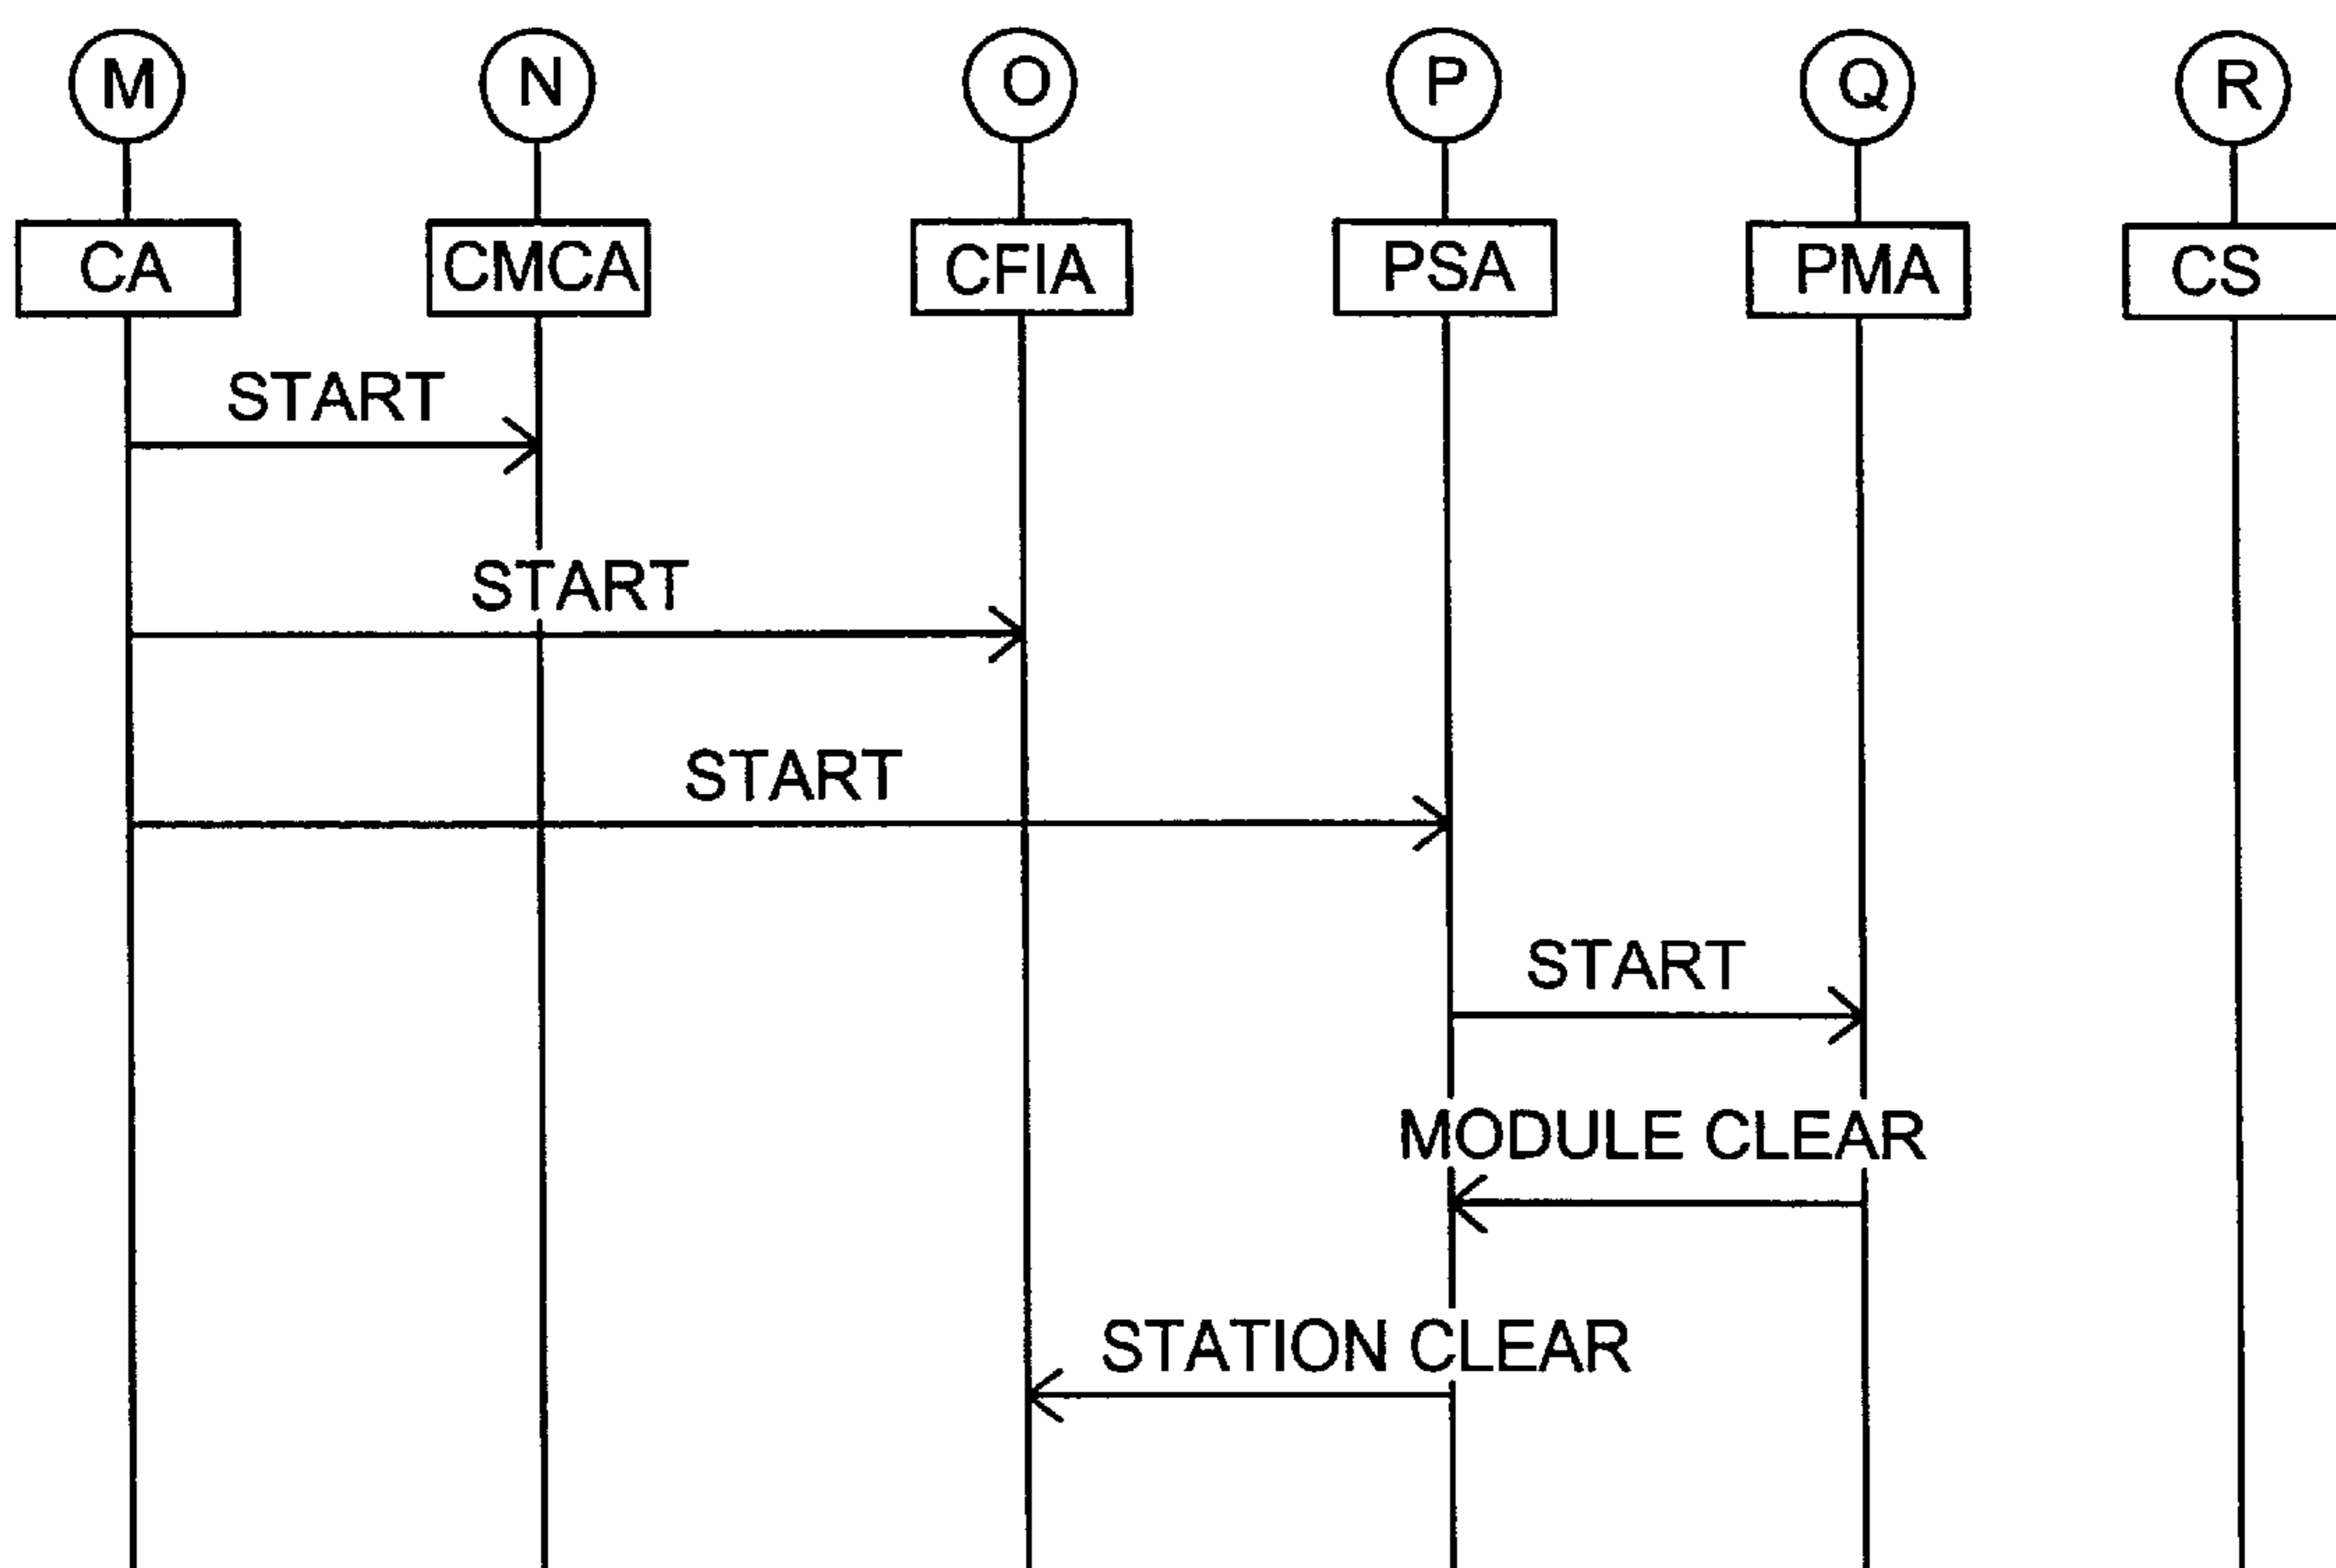 M N O P Q R
CA CMCA CFIA PSA PMA CS
START
START
START
START
MODULE CLEAR
STATION CLEAR